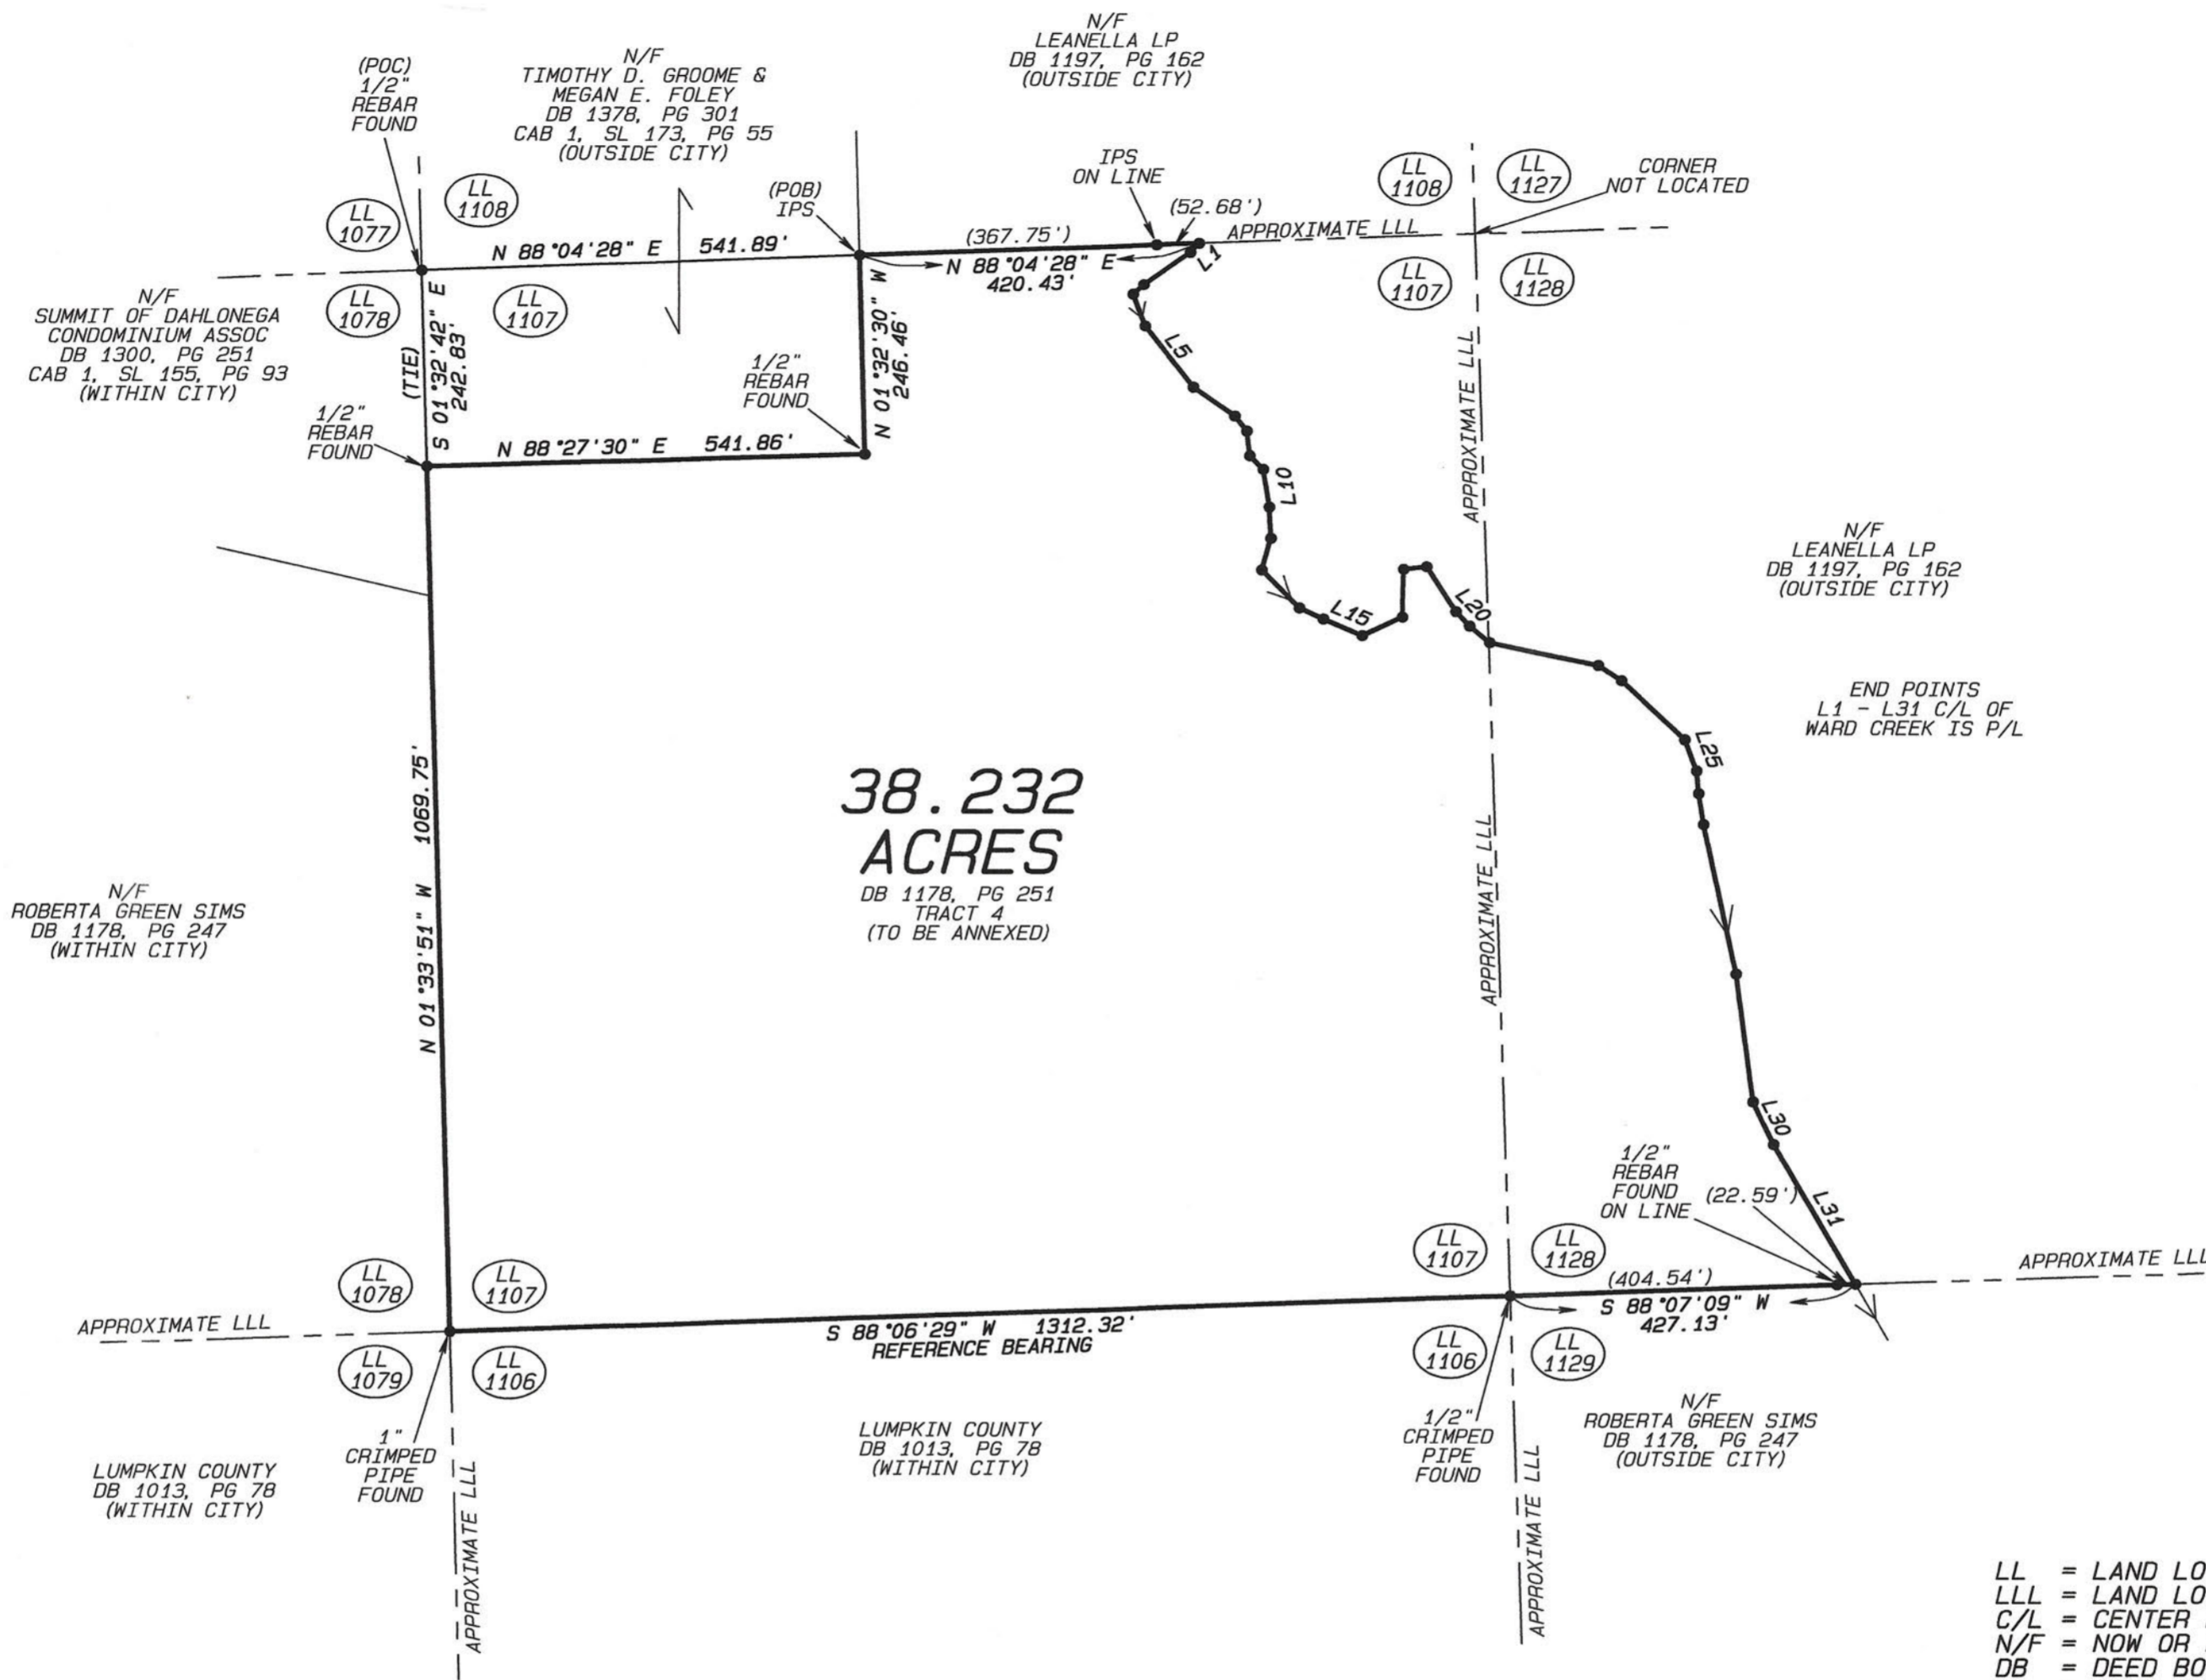 N/F
LEANELLA LP
DB 1197, PG 162
(OUTSIDE CITY)
N/F
TIMOTHY D. GROOME &
MEGAN E. FOLEY
DB 1378, PG 301
CAB 1, SL 173, PG 55
(OUTSIDE CITY)
(POC)
1/2"
REBAR
FOUND
LL
1077
LL
1108
(POB)
IPS
IPS
ON LINE
(52.68')
LL
1108
LL
1127
CORNER
NOT LOCATED
APPROXIMATE LLL
N 88°04'28" E 541.89'
(367.75')
N 88°04'28" E
420.43'
L1
LL
1078
LL
1107
LL
1107
LL
1128
N/F
SUMMIT OF DAHLONEGA
CONDOMINIUM ASSOC
DB 1300, PG 251
CAB 1, SL 155, PG 93
(WITHIN CITY)
(TIE)
S 01°32'42" E
242.83'
1/2"
REBAR
FOUND
N 01°32'30" W
246.46'
1/2"
REBAR
FOUND
N 88°27'30" E 541.86'
L5
L10
L15
L20
APPROXIMATE LLL
N/F
LEANELLA LP
DB 1197, PG 162
(OUTSIDE CITY)
END POINTS
L1 - L31 C/L OF
WARD CREEK IS P/L
L25
38.232
ACRES
DB 1178, PG 251
TRACT 4
(TO BE ANNEXED)
N 01°33'51" W 1069.75'
APPROXIMATE LLL
N/F
ROBERTA GREEN SIMS
DB 1178, PG 247
(WITHIN CITY)
L30
1/2"
REBAR
FOUND
ON LINE
(22.59')
L31
LL
1078
LL
1107
LL
1107
LL
1128
(404.54')
APPROXIMATE LLL
S 88°07'09" W
427.13'
APPROXIMATE LLL
S 88°06'29" W 1312.32'
REFERENCE BEARING
LL
1079
LL
1106
LL
1106
LL
1129
1"
CRIMPED
PIPE
FOUND
LUMPKIN COUNTY
DB 1013, PG 78
(WITHIN CITY)
LUMPKIN COUNTY
DB 1013, PG 78
(WITHIN CITY)
1/2"
CRIMPED
PIPE
FOUND
N/F
ROBERTA GREEN SIMS
DB 1178, PG 247
(OUTSIDE CITY)
APPROXIMATE LLL
APPROXIMATE LLL
LL = LAND LO
LLL = LAND LO
C/L = CENTER
N/F = NOW OR
DB = DEED BO